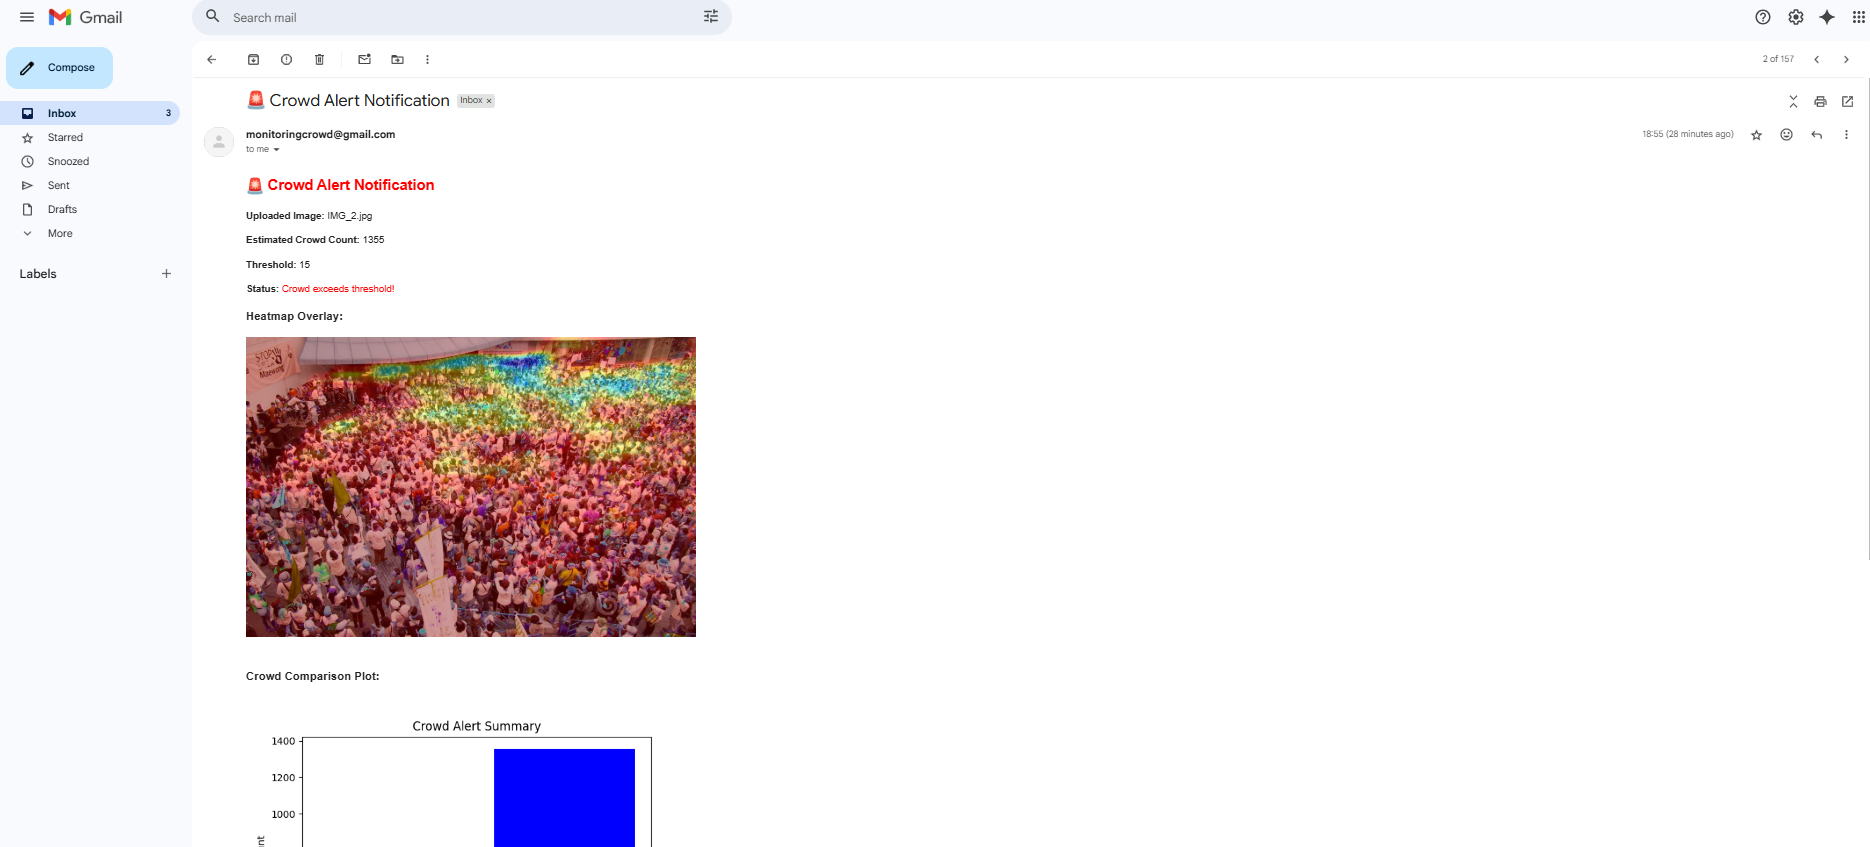 Gmail
Search mail
Compose
2 of 157
Inbox 3
Starred
Snoozed
Sent
Drafts
More
Labels
🚨 Crowd Alert Notification Inbox x
monitoringcrowd@gmail.com
18:55 (28 minutes ago)
to me
🚨 Crowd Alert Notification
Uploaded Image: IMG_2.jpg
Estimated Crowd Count: 1355
Threshold: 15
Status: Crowd exceeds threshold!
Heatmap Overlay:
STOP
Maewong
Crowd Comparison Plot:
Crowd Alert Summary
1400
1200
1000